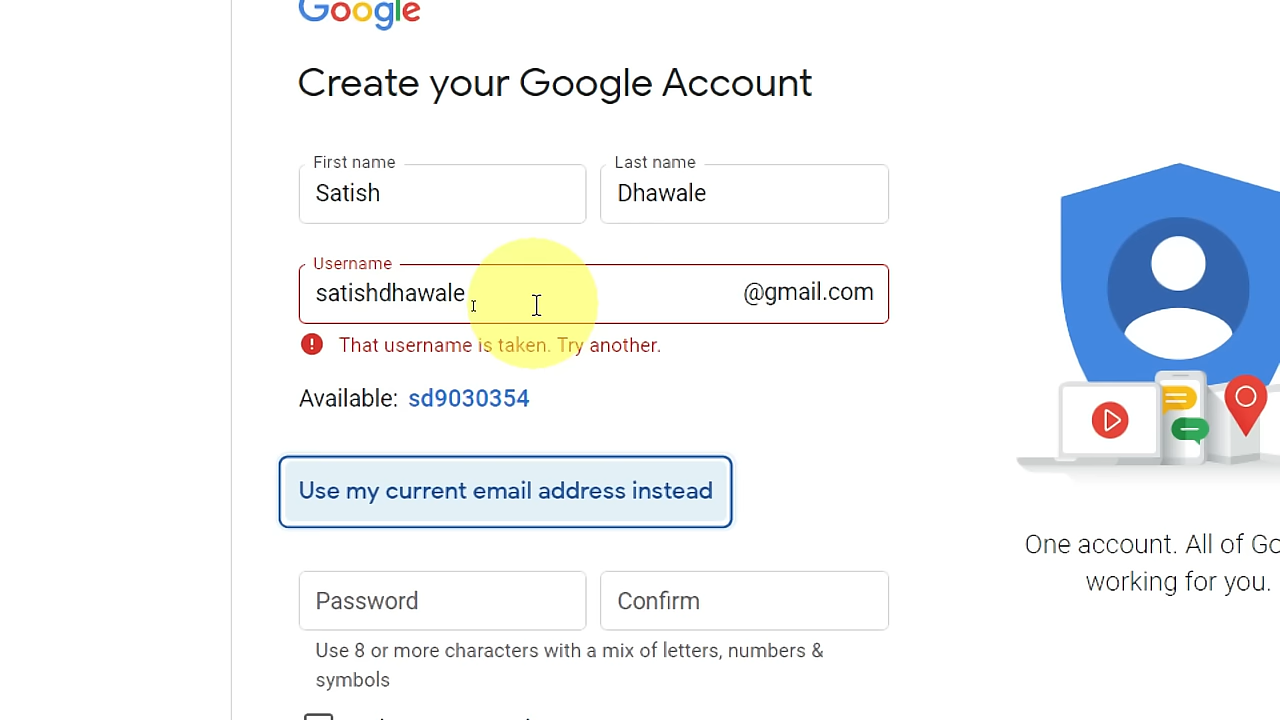 Google
Create your Google Account
First name
Last name
Satish
Dhawale
Username
satishdhawale
@gmail.com
That username is taken. Try another.
Available: sd9030354
Use my current email address instead
Password
Confirm
Use 8 or more characters with a mix of letters, numbers &
symbols
One account. All of
working for you.